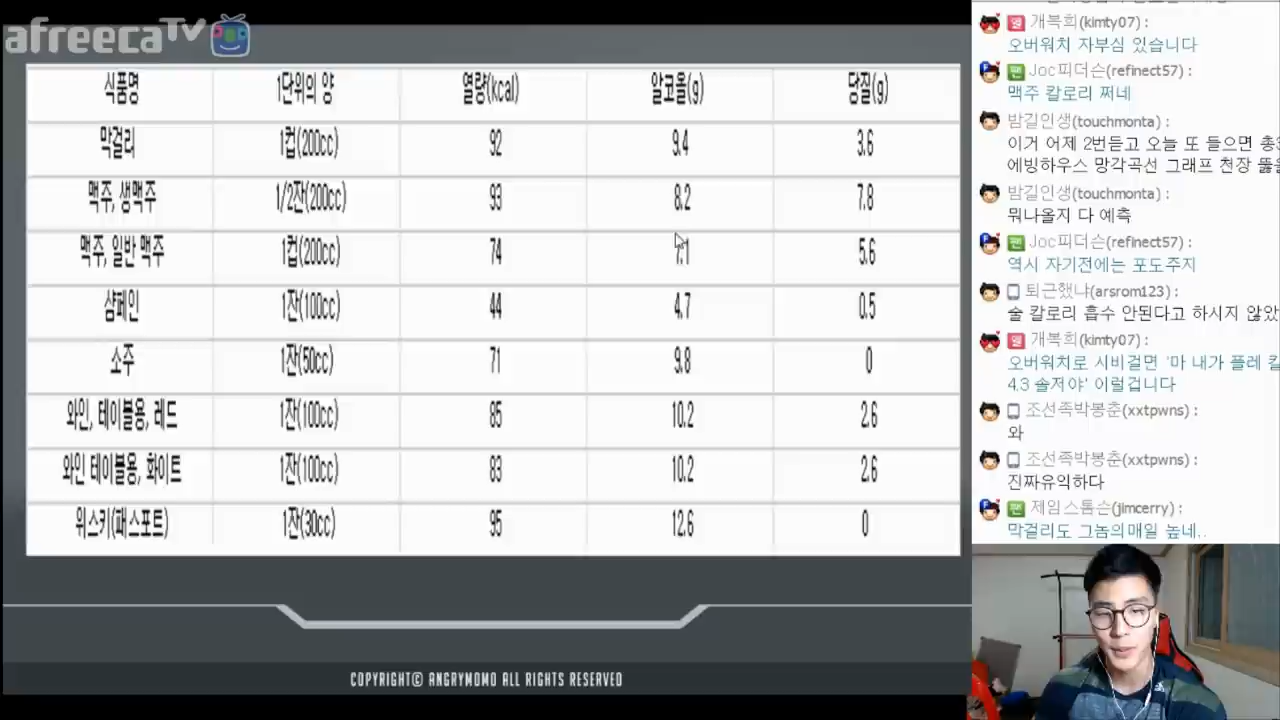 afreecaTV
식품명 1단위의 양 열량(kcal) 알코올(g) 당질(g)
막걸리 1컵(200cc) 92 9.4 3.6
맥주, 생맥주 1/2잔(200cc) 93 8.2 7.8
맥주, 일반 맥주 1컵(200cc) 74 7.1 5.6
샴페인 1잔(100cc) 44 4.7 0.5
소주 1잔(50cc) 71 9.8 0
와인, 테이블용, 레드 1잔(100cc) 85 10.2 2.6
와인 테이블용, 화이트 1잔(100cc) 83 10.2 2.6
위스키(패스포트) 1잔(30cc) 95 12.6 0
COPYRIGHT© ANGRYMOMO ALL RIGHTS RESERVED
열 개복희(kimty07) :
오버워치 자부심 있습니다
팬 Joc피더슨(refinect57) :
맥주 칼로리 쩌네
밤길인생(touchmonta) :
이거 어제 2번듣고 오늘 또 들으면 총
에빙하우스 망각곡선 그래프 천장
밤길인생(touchmonta) :
뭐나올지 다 예측
팬 Joc피더슨(refinect57) :
역시 자기전에는 포도주지
퇴근했냐(arsrom123) :
술 칼로리 흡수 안된다고 하시지 않았
열 개복희(kimty07) :
오버워치로 시비걸면 '마 내가 플레
4.3 솔저야' 이럴겁니다
조선족박봉춘(xxtpwns) :
와
조선족박봉춘(xxtpwns) :
진짜유익하다
팬 제임스톰슨(jimcerry) :
막걸리도 그놈의매일 높네..